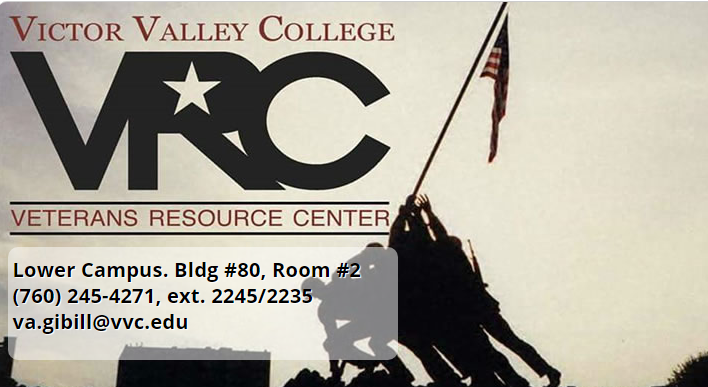 VICTOR VALLEY COLLEGE
VRC
VETERANS RESOURCE CENTER
Lower Campus. Bldg #80, Room #2
(760) 245-4271, ext. 2245/2235
va.gibill@vvc.edu